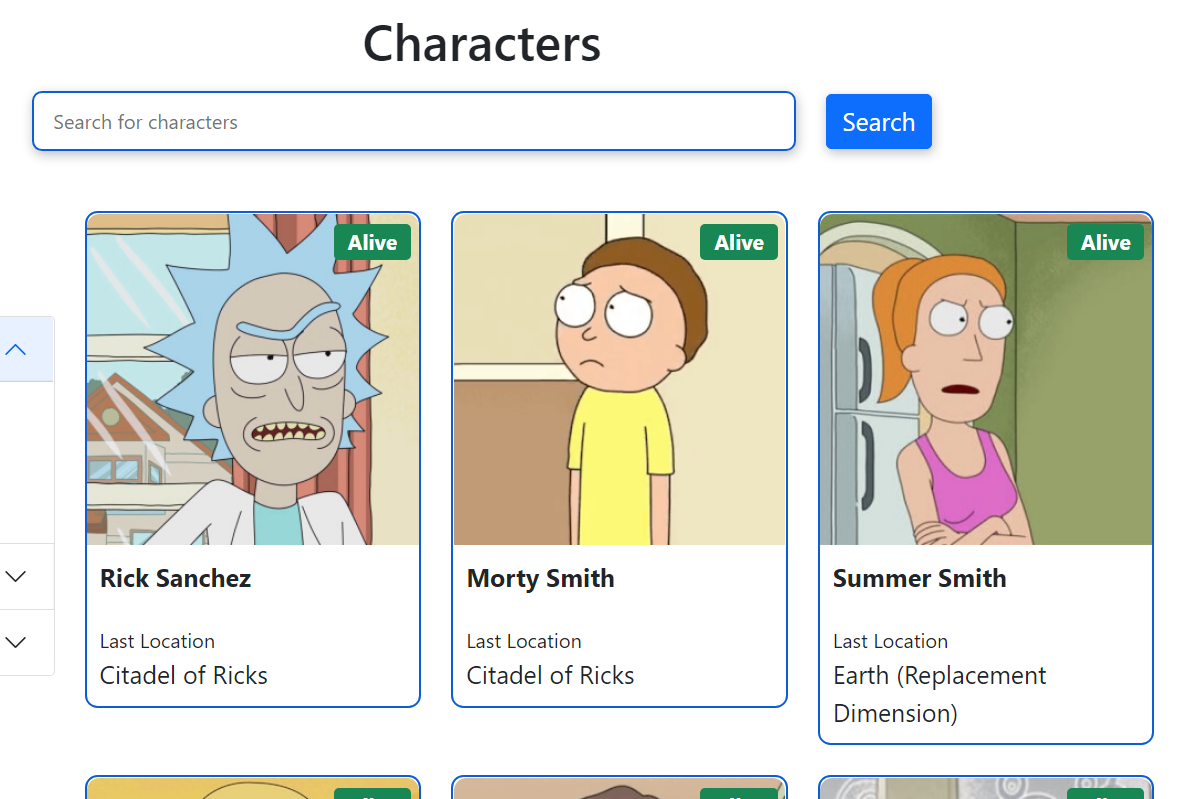 Characters
Search for characters
Search
Alive
Alive
Alive
Rick Sanchez
Morty Smith
Summer Smith
Last Location
Last Location
Last Location
Citadel of Ricks
Citadel of Ricks
Earth (Replacement
Dimension)